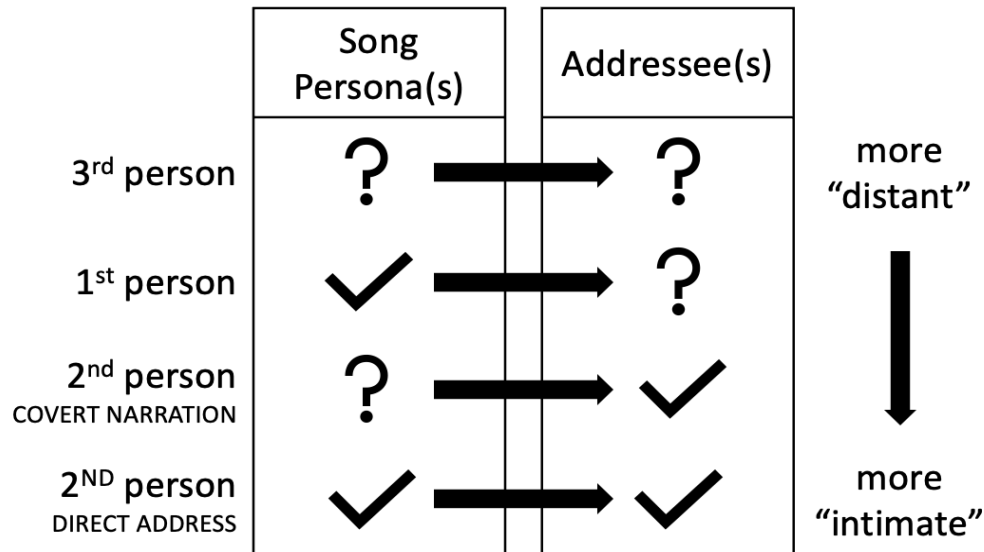 Song
Persona(s)
Addressee(s)
3rd person
?
?
more
“distant”
1st person
?
2nd person
COVERT NARRATION
?
2ND person
DIRECT ADDRESS
more
“intimate”